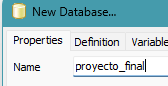 New Database...
Properties Definition Variable
Name proyecto_final